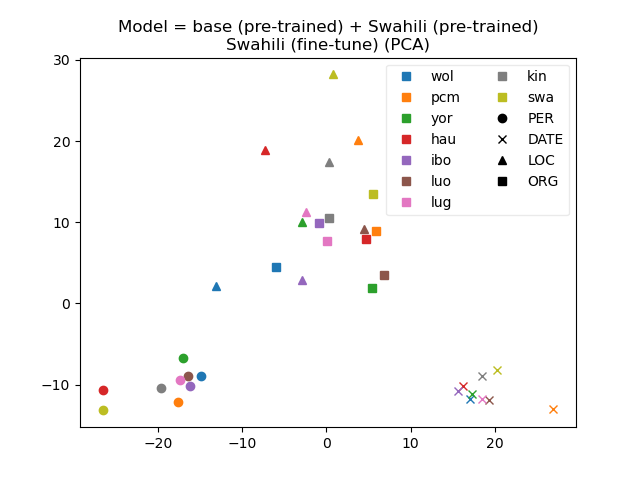 Model = base (pre-trained) + Swahili (pre-trained)
Swahili (fine-tune) (PCA)
30
20
10
0
−10
−20
−10
0
10
20
wol
pcm
yor
hau
ibo
luo
lug
kin
swa
PER
DATE
LOC
ORG